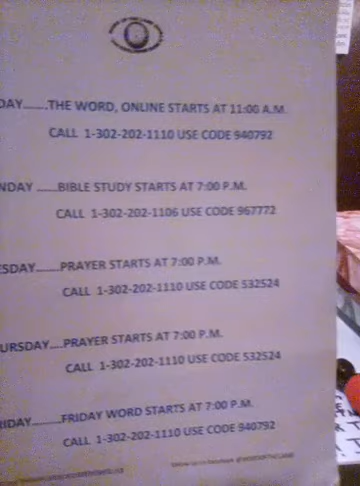 DAY........THE WORD, ONLINE STARTS AT 11:00 A.M.
CALL 1-302-202-1110 USE CODE 940792
NDAY ......BIBLE STUDY STARTS AT 7:00 P.M.
CALL 1-302-202-1106 USE CODE 967772
ESDAY........PRAYER STARTS AT 7:00 P.M.
CALL 1-302-202-1110 USE CODE 532524
URSDAY.....PRAYER STARTS AT 7:00 P.M.
CALL 1-302-202-1110 USE CODE 532524
RIDAY.........FRIDAY WORD STARTS AT 7:00 P.M.
CALL 1-302-202-1110 USE CODE 940792